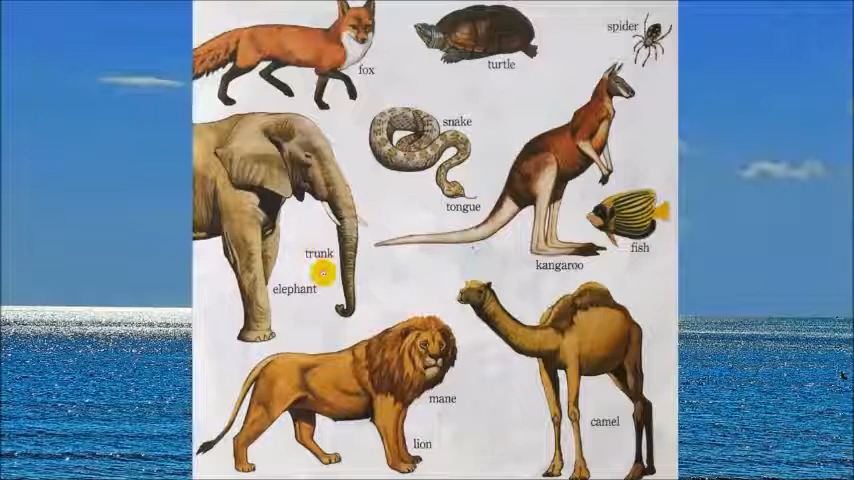 spider
fox
turtle
snake
tongue
trunk
elephant
kangaroo
fish
mane
lion
camel